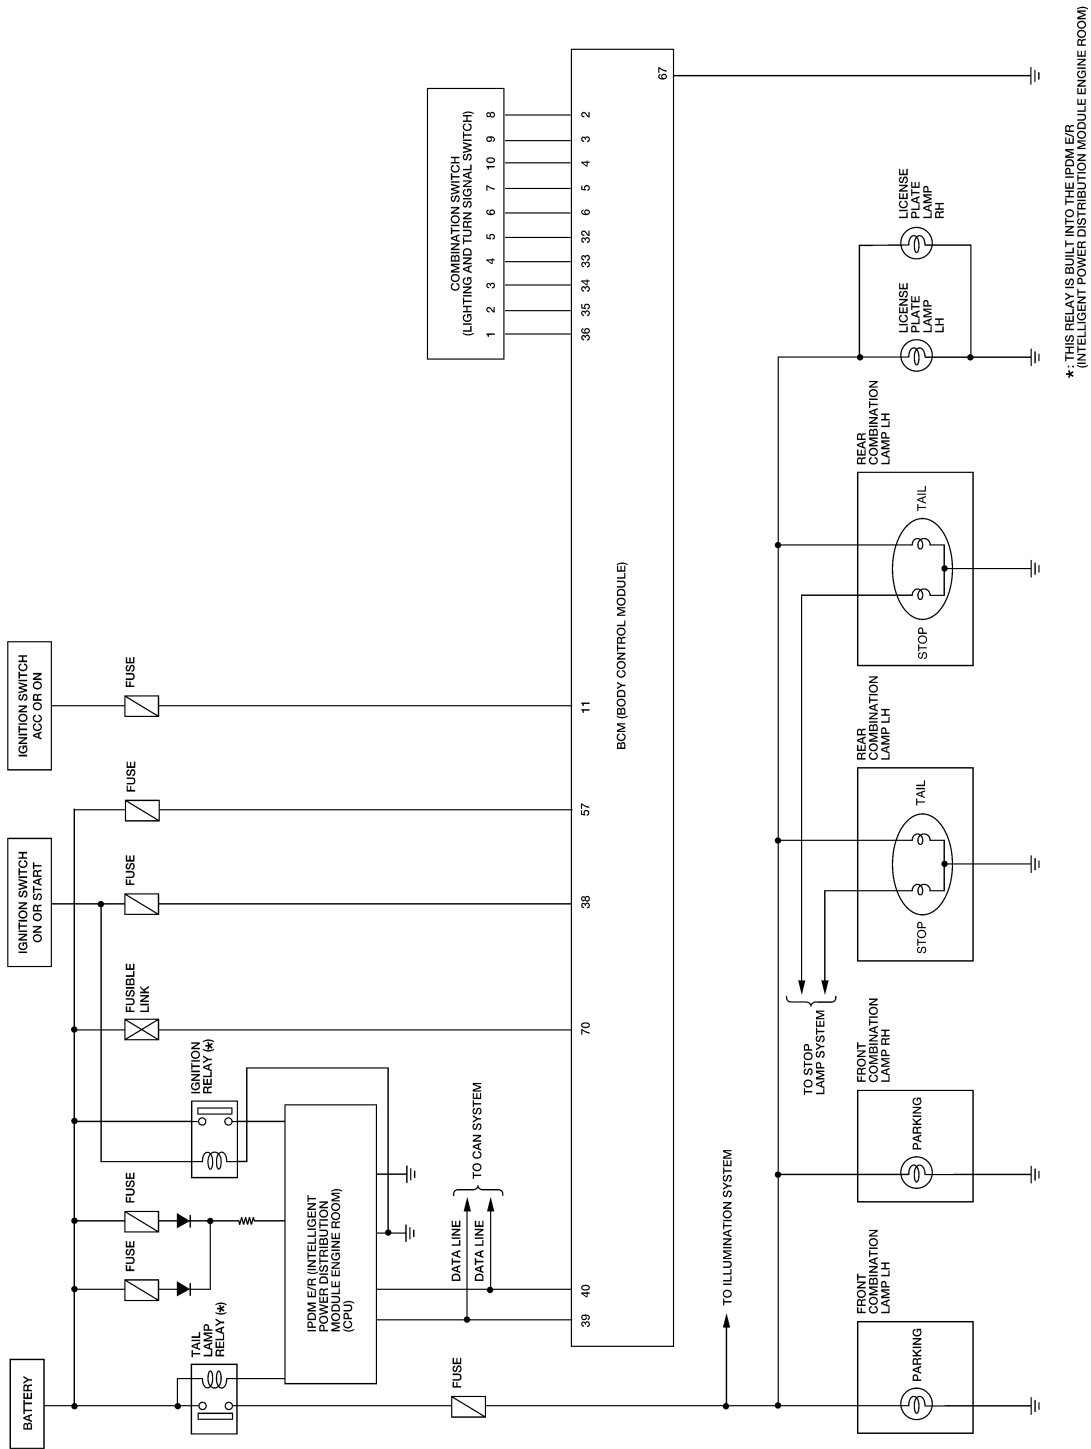 BATTERY
IGNITION SWITCH
ON OR START
IGNITION SWITCH
ACC OR ON
FUSE
FUSE
FUSIBLE
LINK
FUSE
FUSE
FUSE
TAIL
LAMP
RELAY (*)
IGNITION
RELAY (*)
IPDM E/R (INTELLIGENT
POWER DISTRIBUTION
MODULE ENGINE ROOM)
(CPU)
COMBINATION SWITCH
(LIGHTING AND TURN SIGNAL SWITCH)
1 2 3 4 5 6 7 10 9 8
FUSE
DATA LINE
DATA LINE
TO CAN SYSTEM
39 40 70 38 57 11 36 35 34 33 32 6 5 4 3 2
67
BCM (BODY CONTROL MODULE)
TO ILLUMINATION SYSTEM
TO STOP
LAMP SYSTEM
FRONT
COMBINATION
LAMP LH
PARKING
FRONT
COMBINATION
LAMP RH
PARKING
REAR
COMBINATION
LAMP LH
STOP
TAIL
REAR
COMBINATION
LAMP LH
STOP
TAIL
LICENSE
PLATE
LAMP
LH
LICENSE
PLATE
LAMP
RH
*: THIS RELAY IS BUILT INTO THE IPDM E/R
(INTELLIGENT POWER DISTRIBUTION MODULE ENGINE ROOM)